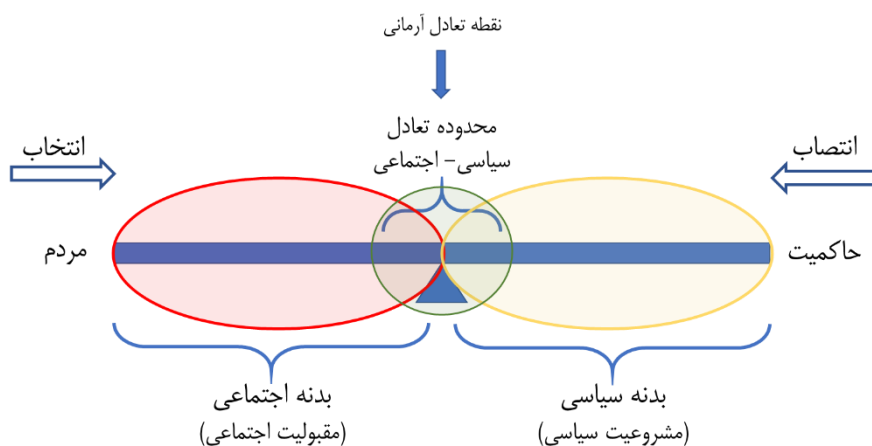 نقطه تعادل آرمانی
محدوده تعادل
سیاسی- اجتماعی
انتصاب
انتخاب
حاکمیت
مردم
بدنه سیاسی
(مشروعیت سیاسی)
بدنه اجتماعی
(مقبولیت اجتماعی)